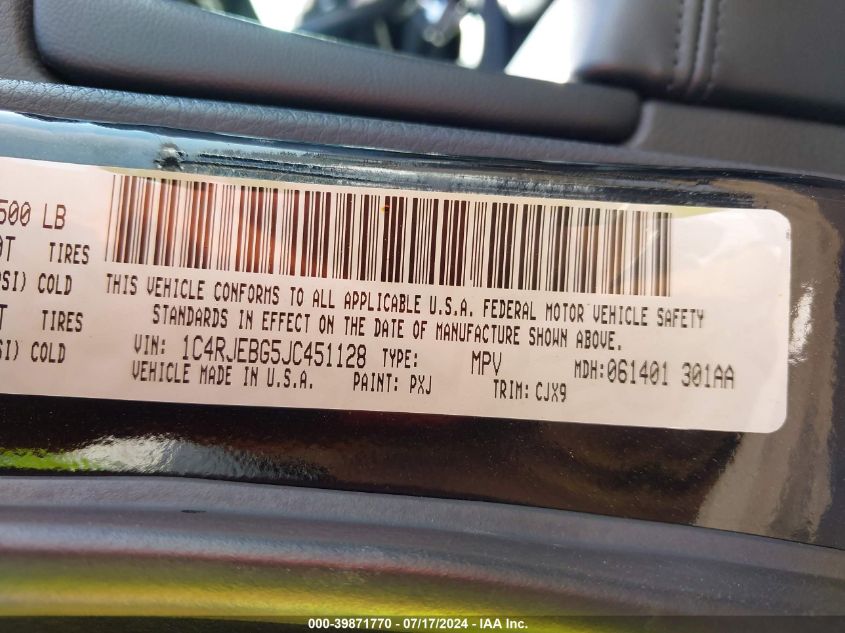 500 LB
0T TIRES
PSI) COLD
T TIRES
SI) COLD
THIS VEHICLE CONFORMS TO ALL APPLICABLE U.S.A. FEDERAL MOTOR VEHICLE SAFETY
STANDARDS IN EFFECT ON THE DATE OF MANUFACTURE SHOWN ABOVE.
VIN: 1C4RJEBG5JC451128 TYPE: MPV MDH:061401 301AA
VEHICLE MADE IN U.S.A. PAINT: PXJ TRIM: CJX9
000-39871770 - 07/17/2024 - IAA Inc.